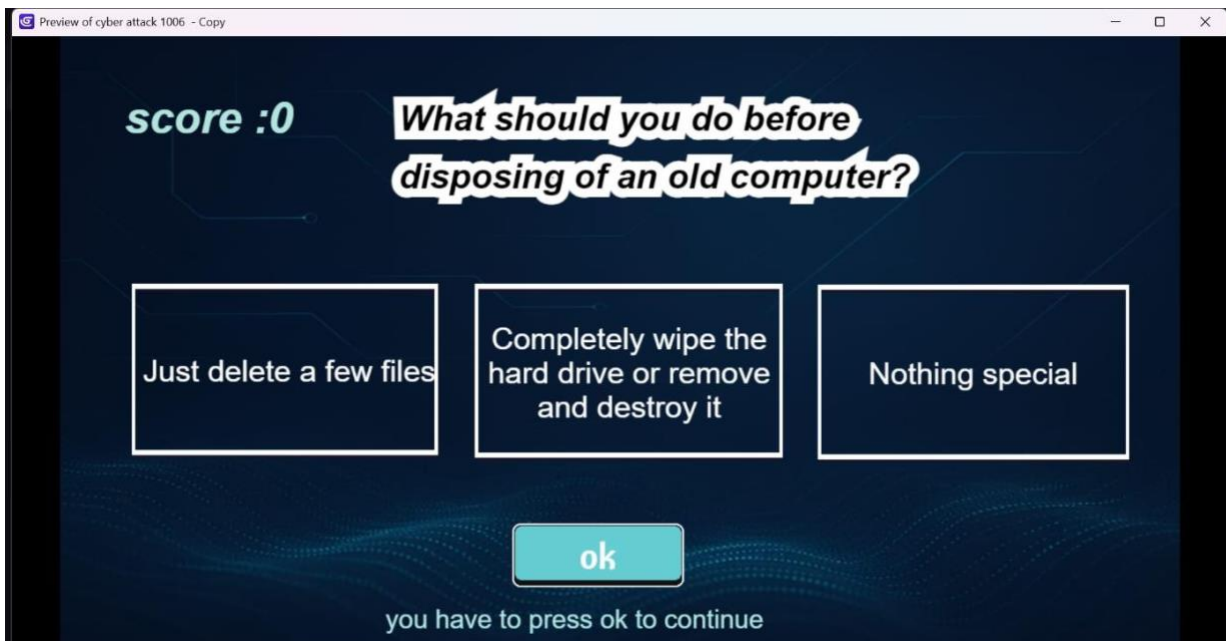 Preview of cyber attack 1006 - Copy
score :0
What should you do before
disposing of an old computer?
Just delete a few files
Completely wipe the
hard drive or remove
and destroy it
Nothing special
ok
you have to press ok to continue